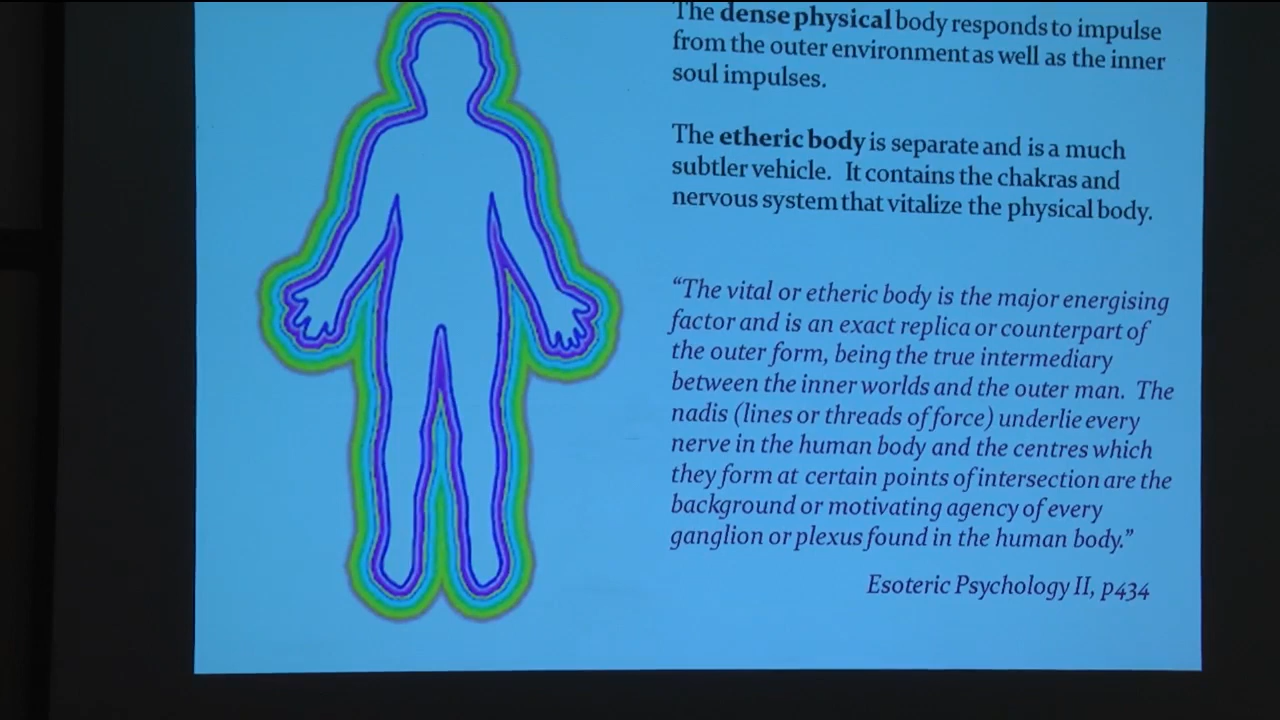 The dense physical body responds to impulse
from the outer environment as well as the inner
soul impulses.
The etheric body is separate and is a much
subtler vehicle. It contains the chakras and
nervous system that vitalize the physical body.
“The vital or etheric body is the major energising
factor and is an exact replica or counterpart of
the outer form, being the true intermediary
between the inner worlds and the outer man. The
nadis (lines or threads of force) underlie every
nerve in the human body and the centres which
they form at certain points of intersection are the
background or motivating agency of every
ganglion or plexus found in the human body.”
Esoteric Psychology II, p434